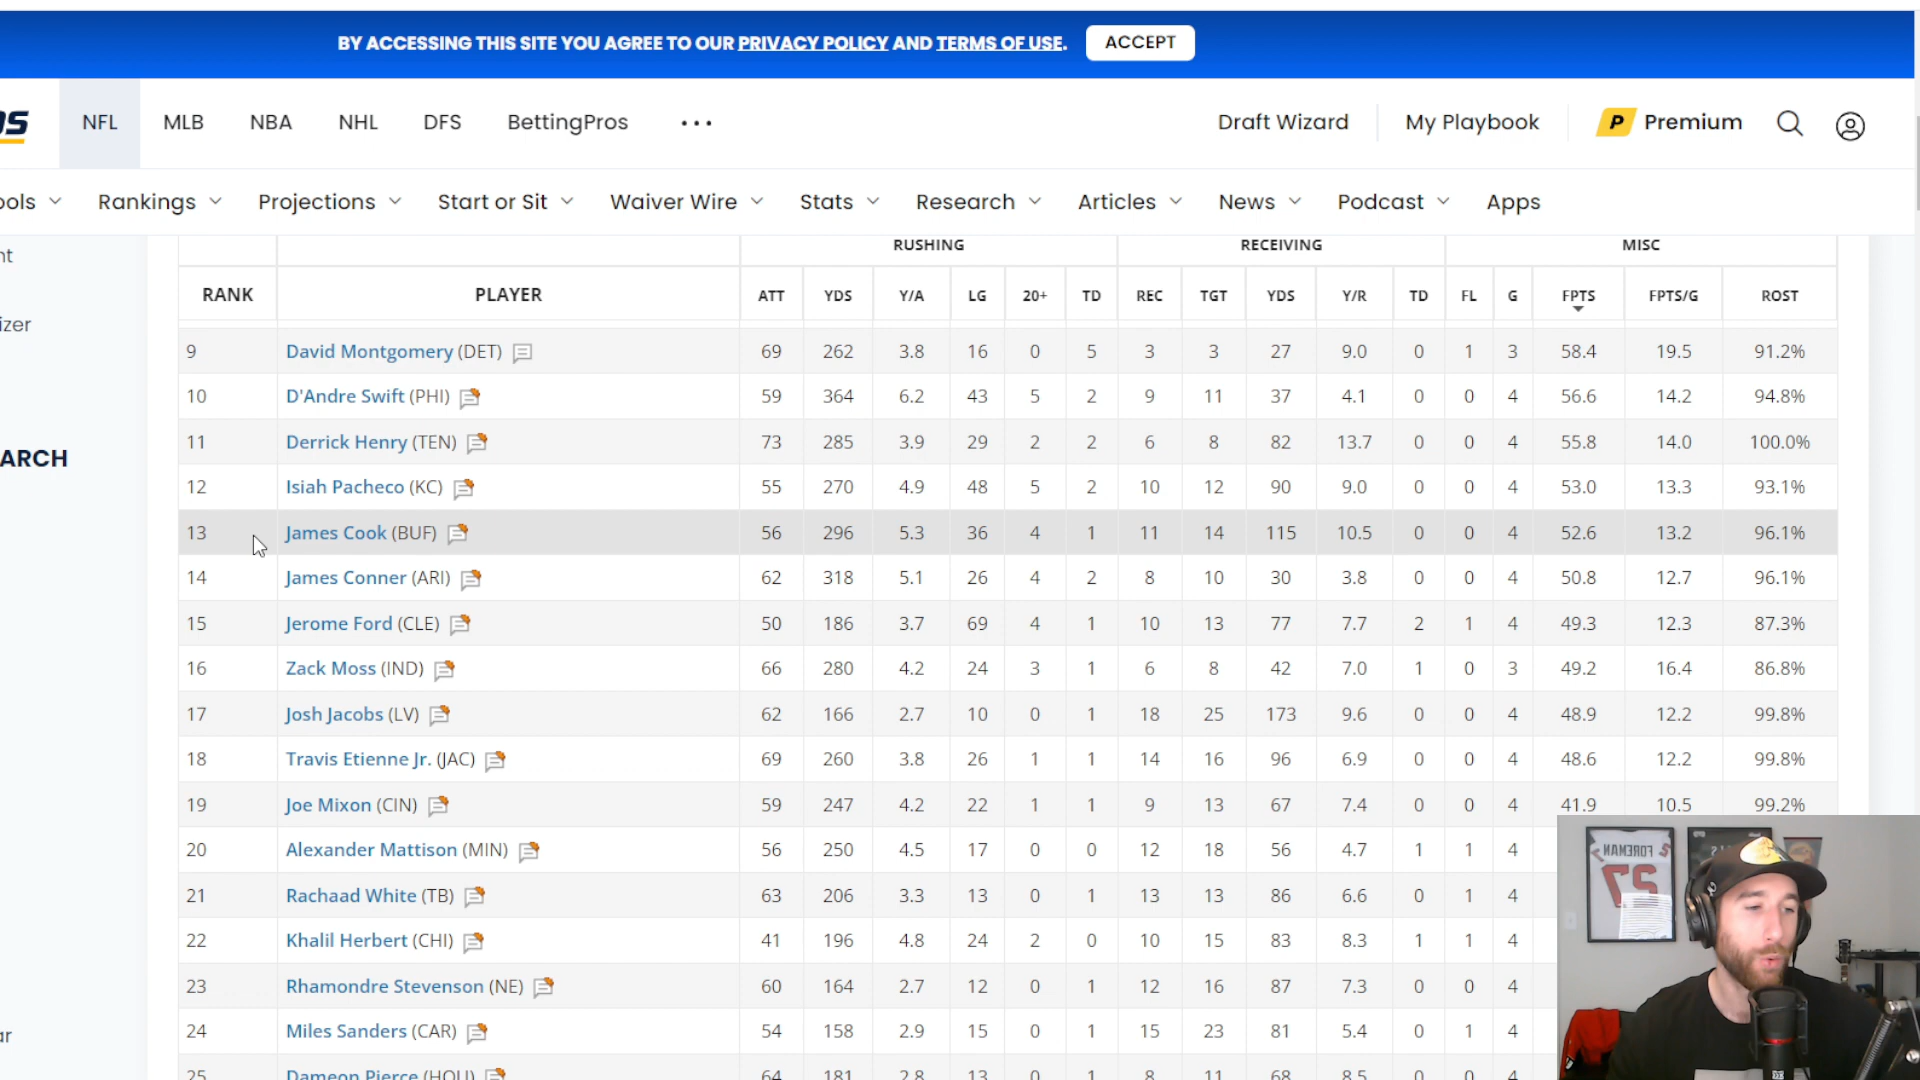 BY ACCESSING THIS SITE YOU AGREE TO OUR PRIVACY POLICY AND TERMS OF USE. ACCEPT
NFL MLB NBA NHL DFS BettingPros ... Draft Wizard My Playbook P Premium
Rankings Projections Start or Sit Waiver Wire Stats Research Articles News Podcast Apps
RUSHING RECEIVING MISC
RANK PLAYER ATT YDS Y/A LG 20+ TD REC TGT YDS Y/R TD FL G FPTS FPTS/G ROST
9 David Montgomery (DET) 69 262 3.8 16 0 5 3 3 27 9.0 0 1 3 58.4 19.5 91.2%
10 D'Andre Swift (PHI) 59 364 6.2 43 5 2 9 11 37 4.1 0 0 4 56.6 14.2 94.8%
11 Derrick Henry (TEN) 73 285 3.9 29 2 2 6 8 82 13.7 0 0 4 55.8 14.0 100.0%
12 Isiah Pacheco (KC) 55 270 4.9 48 5 2 10 12 90 9.0 0 0 4 53.0 13.3 93.1%
13 James Cook (BUF) 56 296 5.3 36 4 1 11 14 115 10.5 0 0 4 52.6 13.2 96.1%
14 James Conner (ARI) 62 318 5.1 26 4 2 8 10 30 3.8 0 0 4 50.8 12.7 96.1%
15 Jerome Ford (CLE) 50 186 3.7 69 4 1 10 13 77 7.7 2 1 4 49.3 12.3 87.3%
16 Zack Moss (IND) 66 280 4.2 24 3 1 6 8 42 7.0 1 0 3 49.2 16.4 86.8%
17 Josh Jacobs (LV) 62 166 2.7 10 0 1 18 25 173 9.6 0 0 4 48.9 12.2 99.8%
18 Travis Etienne Jr. (JAC) 69 260 3.8 26 1 1 14 16 96 6.9 0 0 4 48.6 12.2 99.8%
19 Joe Mixon (CIN) 59 247 4.2 22 1 1 9 13 67 7.4 0 0 4 41.9 10.5 99.2%
20 Alexander Mattison (MIN) 56 250 4.5 17 0 0 12 18 56 4.7 1 1 4
21 Rachaad White (TB) 63 206 3.3 13 0 1 13 13 86 6.6 0 1 4
22 Khalil Herbert (CHI) 41 196 4.8 24 2 0 10 15 83 8.3 1 1 4
23 Rhamondre Stevenson (NE) 60 164 2.7 12 0 1 12 16 87 7.3 0 0 4
24 Miles Sanders (CAR) 54 158 2.9 15 0 1 15 23 81 5.4 0 1 4
25 Dameon Pierce (HOU) 64 181 2.8 13 0 1 8 11 68 8.5 0 0 4
FOREMAN
27